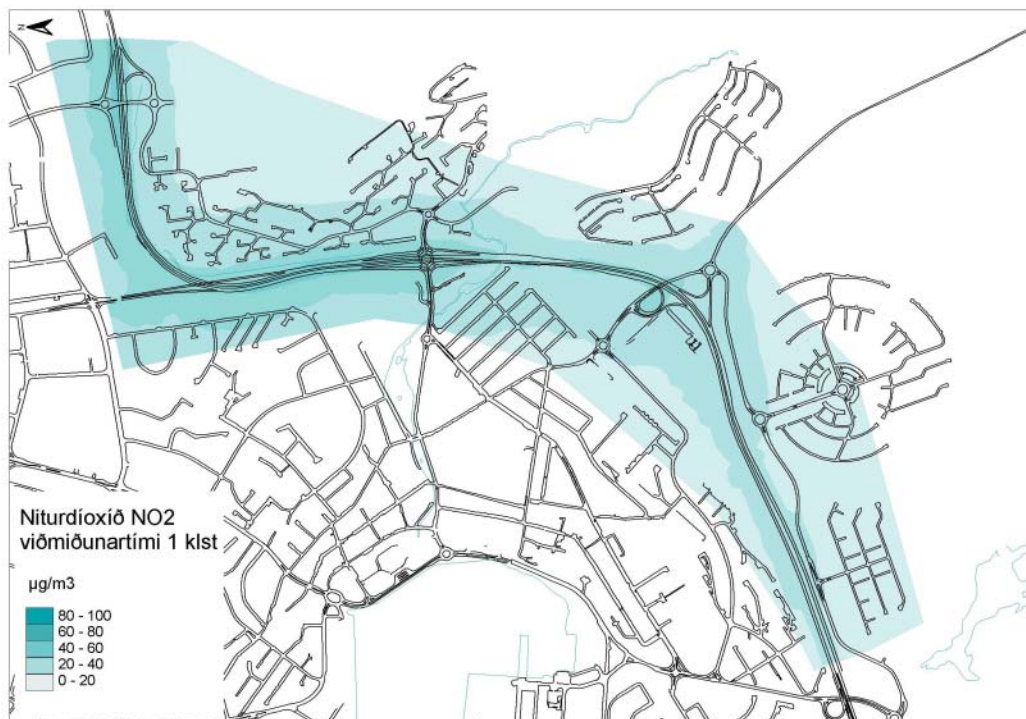 N
Niturdíoxíð NO2
viðmiðunartími 1 klst
µg/m3
80 - 100
60 - 80
40 - 60
20 - 40
0 - 20